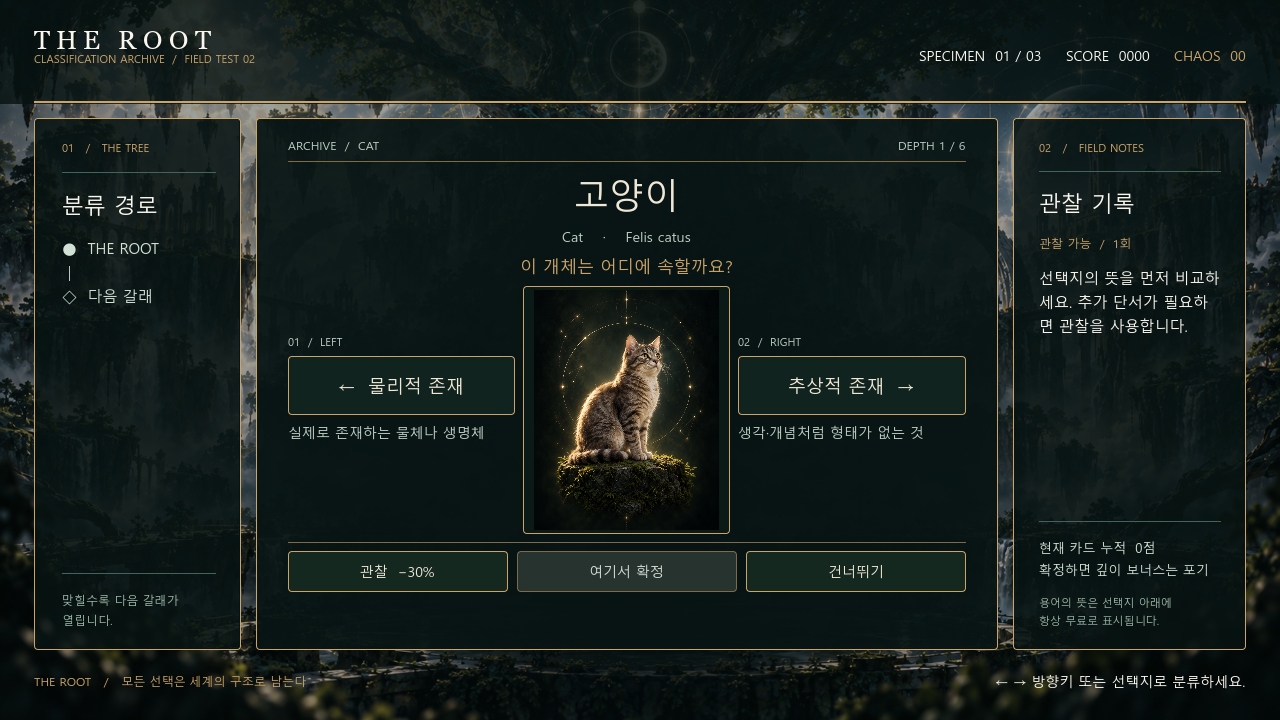 THE ROOT
CLASSIFICATION ARCHIVE / FIELD TEST 02
SPECIMEN 01 / 03 SCORE 0000 CHAOS 00
01 / THE TREE
분류 경로
● THE ROOT
│
◇ 다음 갈래
맞힐수록 다음 갈래가
열립니다.
ARCHIVE / CAT
DEPTH 1 / 6
고양이
Cat · Felis catus
이 개체는 어디에 속할까요?
01 / LEFT
← 물리적 존재
실제로 존재하는 물체나 생명체
02 / RIGHT
추상적 존재 →
생각·개념처럼 형태가 없는 것
관찰 −30%
여기서 확정
건너뛰기
02 / FIELD NOTES
관찰 기록
관찰 가능 / 1회
선택지의 뜻을 먼저 비교하
세요. 추가 단서가 필요하
면 관찰을 사용합니다.
현재 카드 누적 0점
확정하면 깊이 보너스는 포기
용어의 뜻은 선택지 아래에
항상 무료로 표시됩니다.
THE ROOT / 모든 선택은 세계의 구조로 남는다
← → 방향키 또는 선택지로 분류하세요.